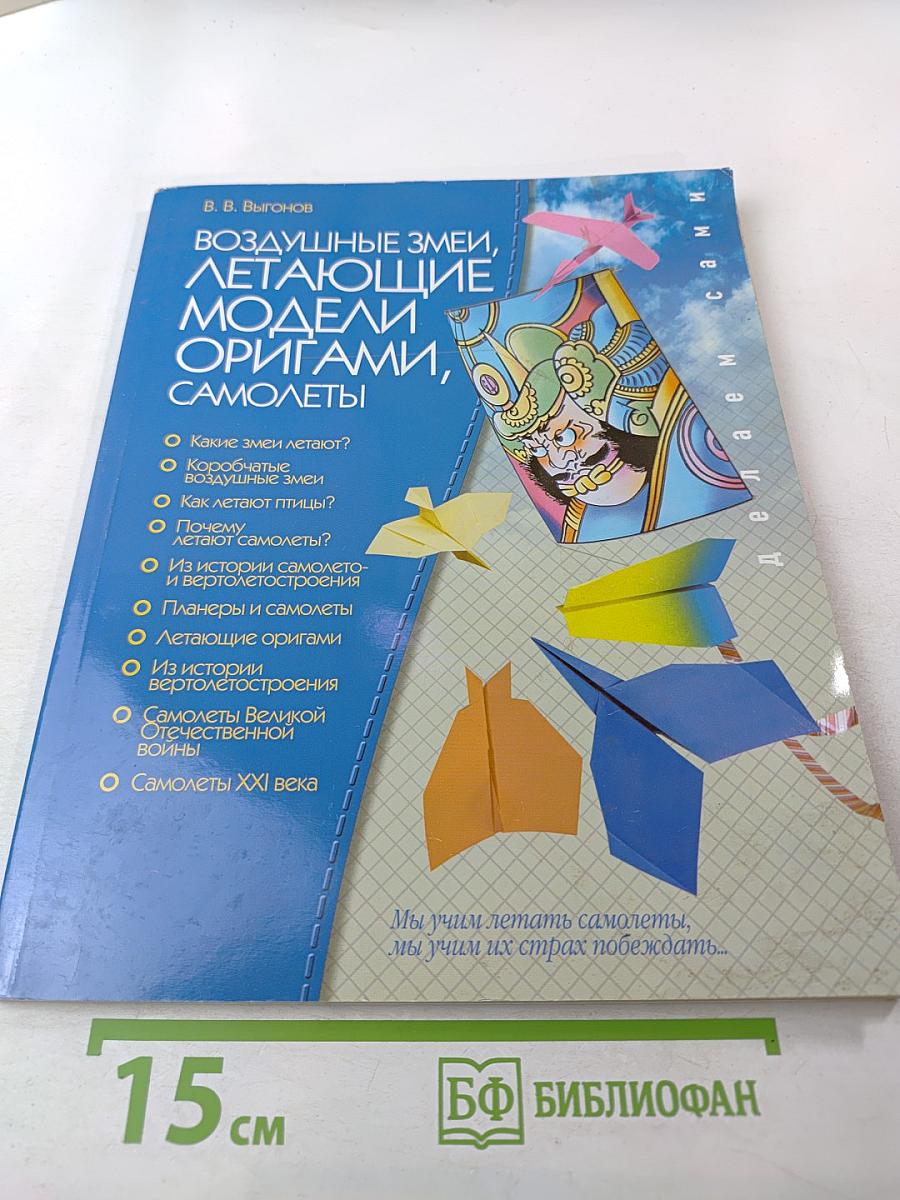 В. В. Выгонов
ВОЗДУШНЫЕ ЗМЕИ,
ЛЕТАЮЩИЕ
МОДЕЛИ
ОРИГАМИ,
САМОЛЕТЫ
Какие змеи летают?
Коробчатые
воздушные змеи
Как летают птицы?
Почему
летают самолеты?
Из истории самолето-
и вертолетостроения
Планеры и самолеты
Летающие оригами
Из истории
вертолетостроения
Самолеты Великой
Отечественной
войны
Самолеты XXI века
делаем сами
Мы учим летать самолеты,
мы учим их страх побеждать...
15 см
БФ БИБЛИОФАН